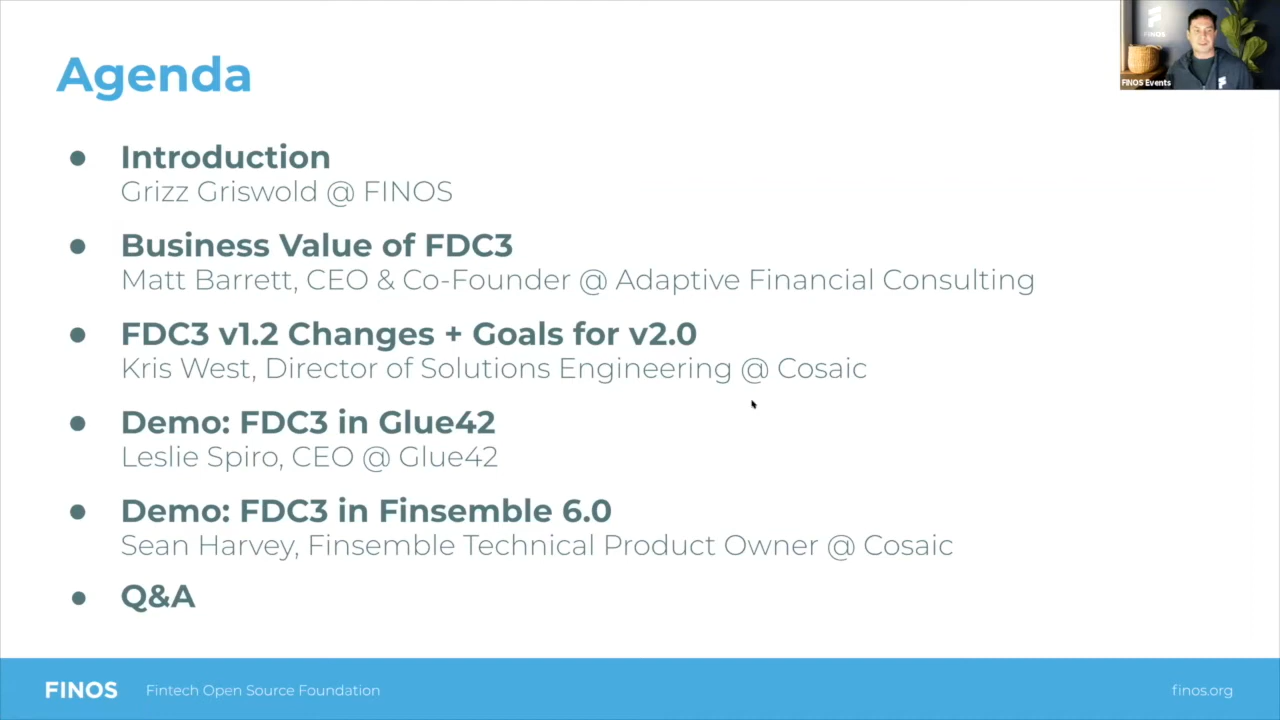 Agenda
FINOS
FINOS Events
● Introduction
Grizz Griswold @ FINOS
● Business Value of FDC3
Matt Barrett, CEO & Co-Founder @ Adaptive Financial Consulting
● FDC3 v1.2 Changes + Goals for v2.0
Kris West, Director of Solutions Engineering @ Cosaic
● Demo: FDC3 in Glue42
Leslie Spiro, CEO @ Glue42
● Demo: FDC3 in Finsemble 6.0
Sean Harvey, Finsemble Technical Product Owner @ Cosaic
● Q&A
FINOS Fintech Open Source Foundation finos.org